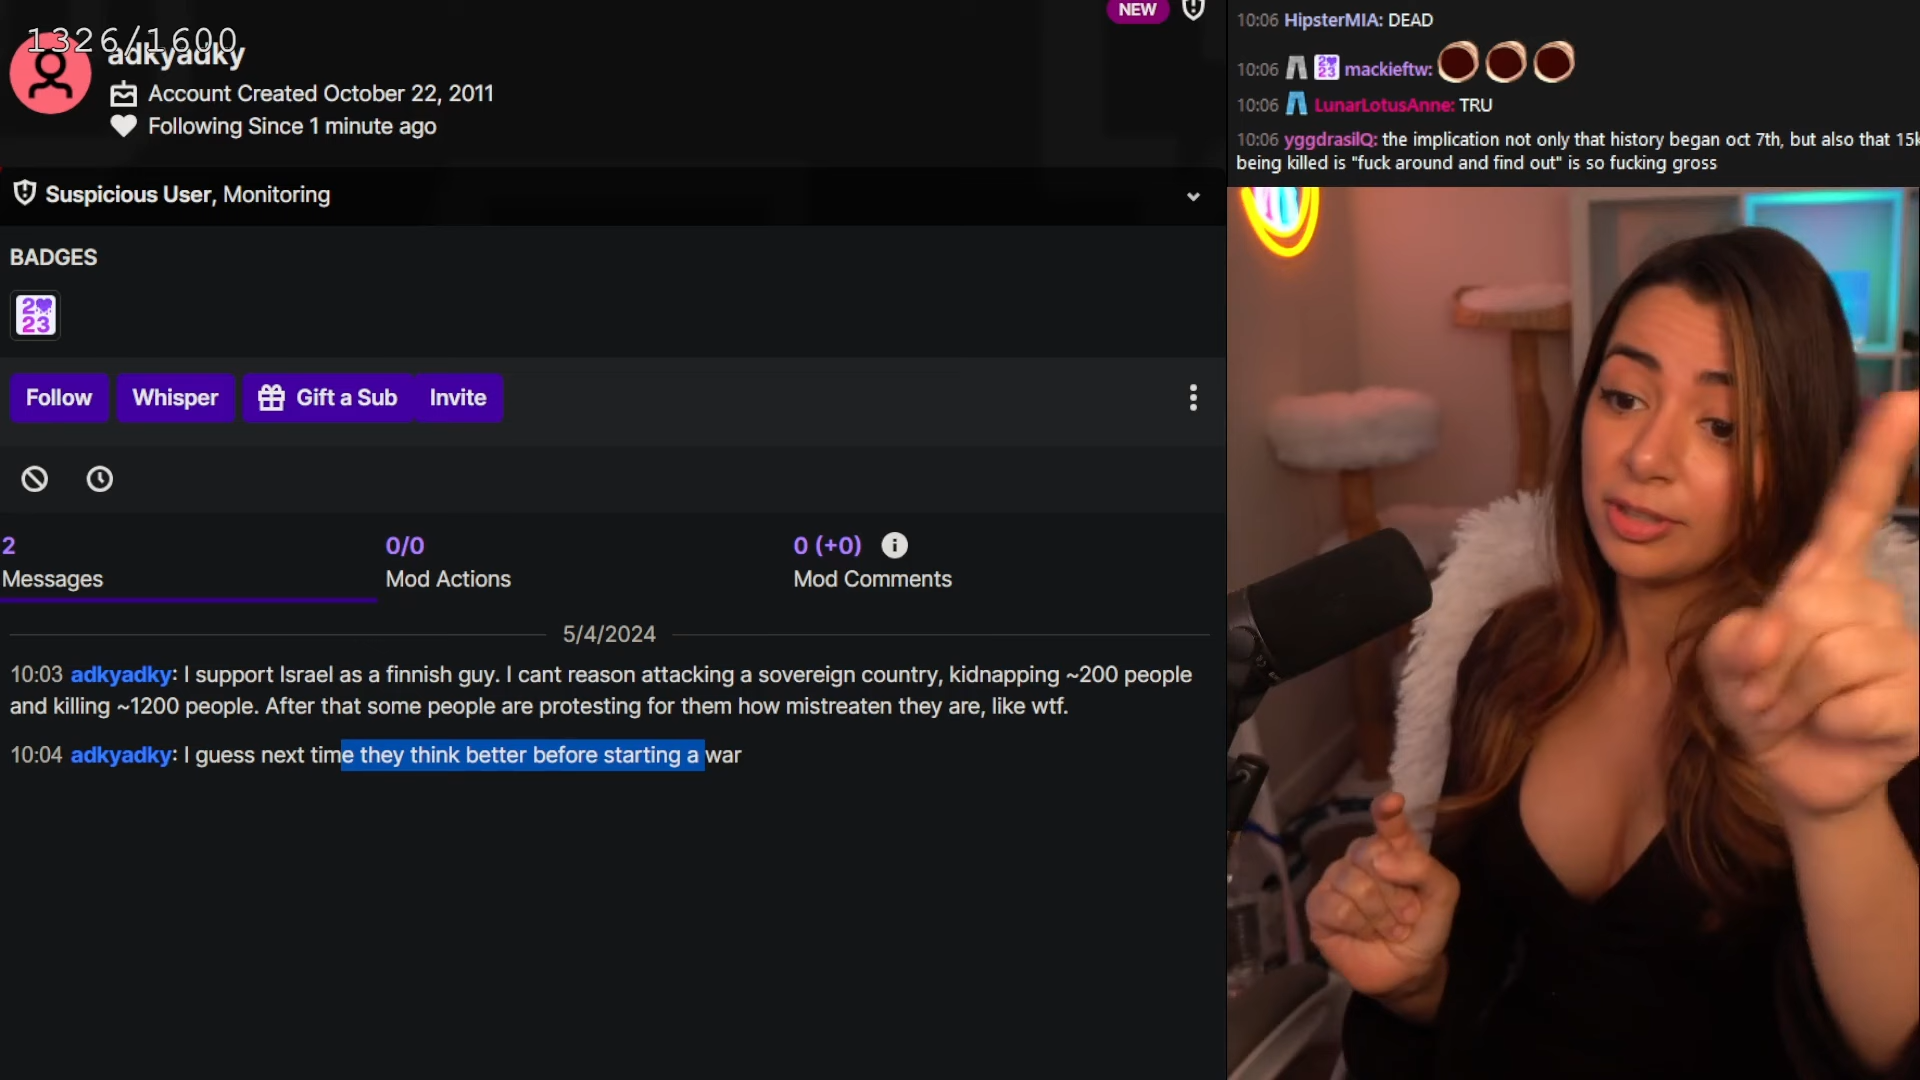 1326/1600
adkyadky
Account Created October 22, 2011
Following Since 1 minute ago
NEW
Suspicious User, Monitoring
BADGES
2023
Follow
Whisper
Gift a Sub
Invite
2
Messages
0/0
Mod Actions
0 (+0)
Mod Comments
5/4/2024
10:03 adkyadky: I support Israel as a finnish guy. I cant reason attacking a sovereign country, kidnapping ~200 people
and killing ~1200 people. After that some people are protesting for them how mistreaten they are, like wtf.
10:04 adkyadky: I guess next time they think better before starting a war
10:06 HipsterMIA: DEAD
10:06 mackieftw:
10:06 LunarLotusAnne: TRU
10:06 yggdrasilQ: the implication not only that history began oct 7th, but also that 15k
being killed is "fuck around and find out" is so fucking gross